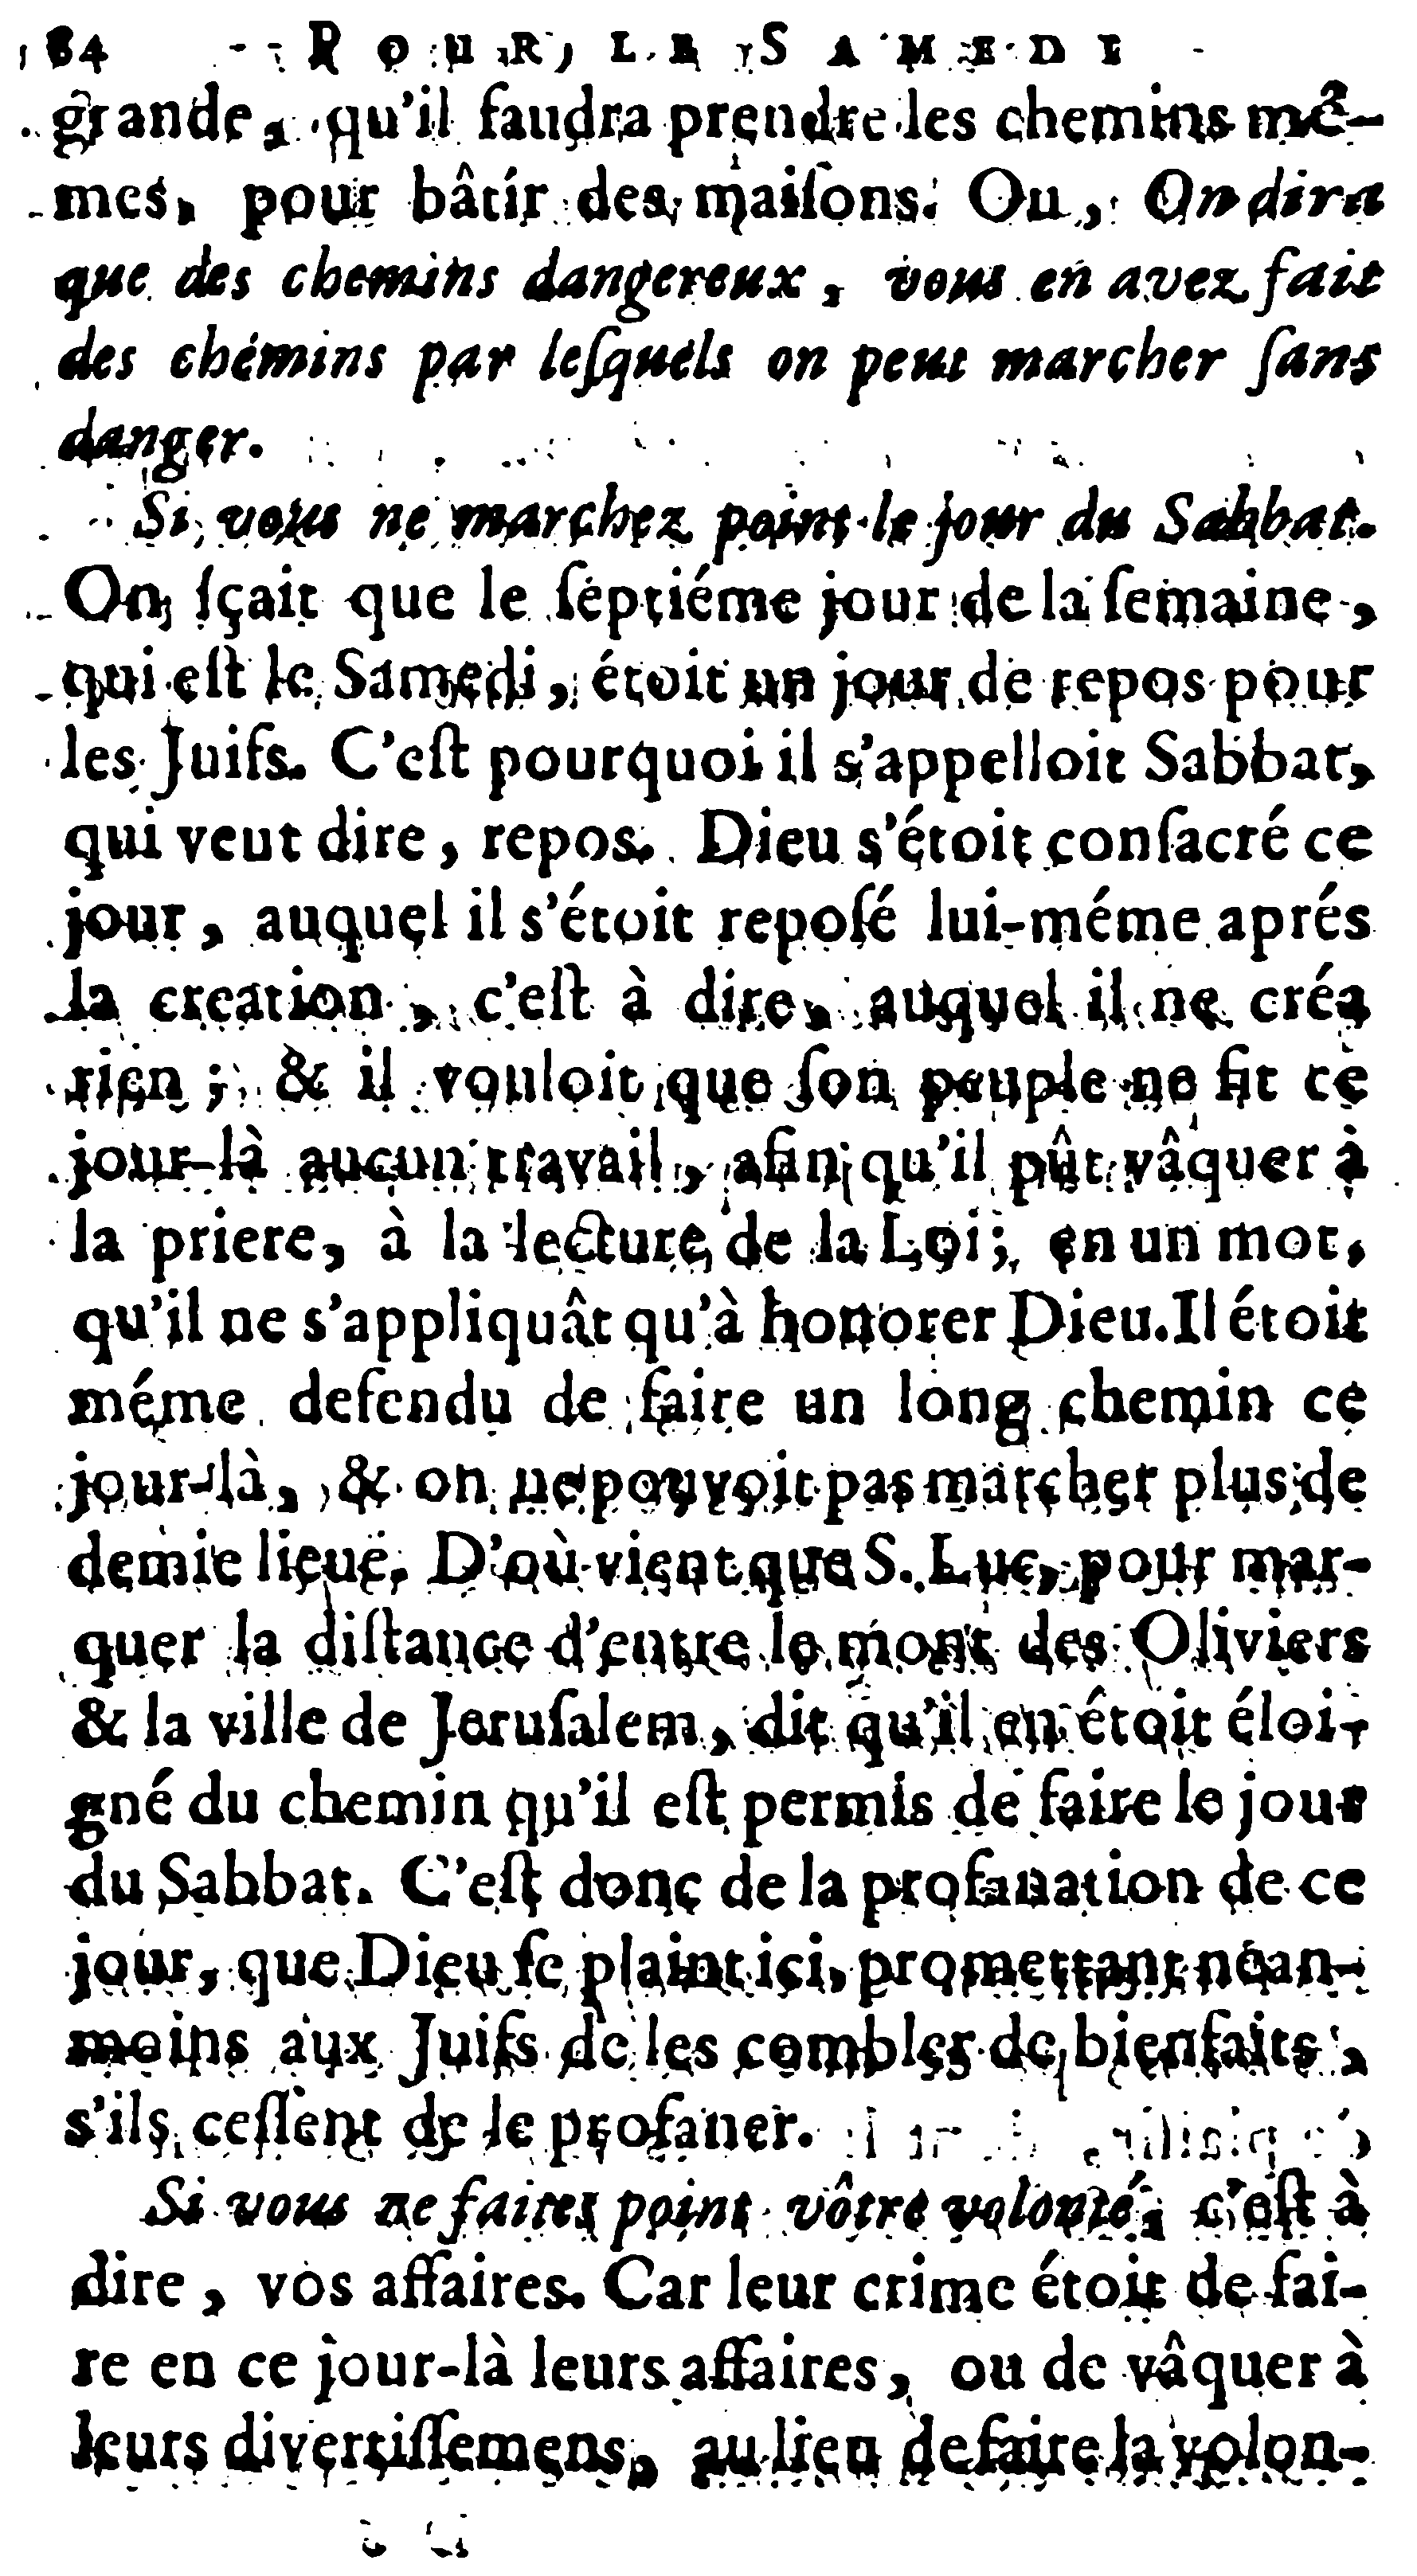 84 POUR LE SAMEDI
grande, qu'il faudra prendre les chemins mê-
mes, pour bâtir des maiſons. Ou, On dira
que des chemins dangereux, vous en avez fait
des chemins par leſquels on peut marcher ſans
danger.
Si vous ne marchez point le jour du Sabbat.
On ſçait que le ſeptiéme jour de la ſemaine,
qui eſt le Samedi, étoit un jour de repos pour
les Juifs. C'eſt pourquoi il s'appelloit Sabbat,
qui veut dire, repos. Dieu s'étoit conſacré ce
jour, auquel il s'étoit repoſé lui-méme aprés
la creation, c'eſt à dire, auquel il ne créa
rien; & il vouloit que ſon peuple ne fit ce
jour-là aucun travail, afin qu'il pût vâquer à
la priere, à la lecture de la Loi; en un mot,
qu'il ne s'appliquât qu'à honorer Dieu. Il étoit
méme defendu de faire un long chemin ce
jour-là, & on ne pouvoit pas marcher plus de
demie lieuë. D'où vient que S. Luc, pour mar-
quer la diſtance d'entre le mont des Oliviers
& la ville de Jeruſalem, dit qu'il en étoit éloi-
gné du chemin qu'il eſt permis de faire le jour
du Sabbat. C'eſt donc de la profanation de ce
jour, que Dieu ſe plaint ici, promettant néan-
moins aux Juifs de les combler de bienfaits,
s'ils ceſſent de le profaner.
Si vous ne faites point vôtre volonté; c'eſt à
dire, vos affaires. Car leur crime étoit de fai-
re en ce jour-là leurs affaires, ou de vâquer à
leurs divertiſſemens, au lieu de faire la volon-